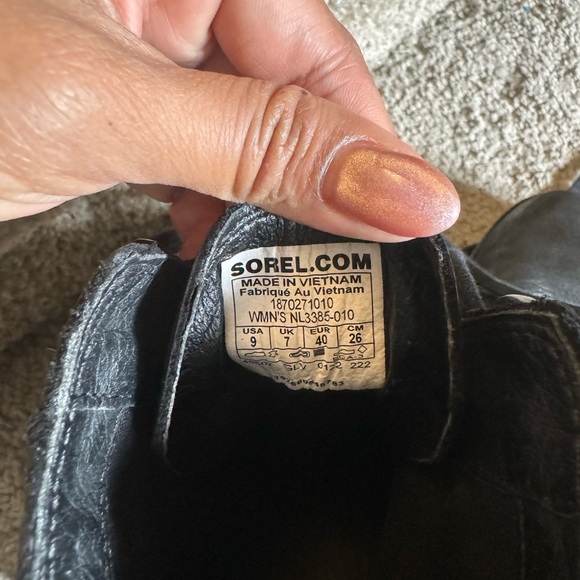 SOREL.COM
MADE IN VIETNAM
Fabriqué Au Vietnam
1870271010
WMN'S NL3385-010
USA UK EUR CM
9 7 40 26
222